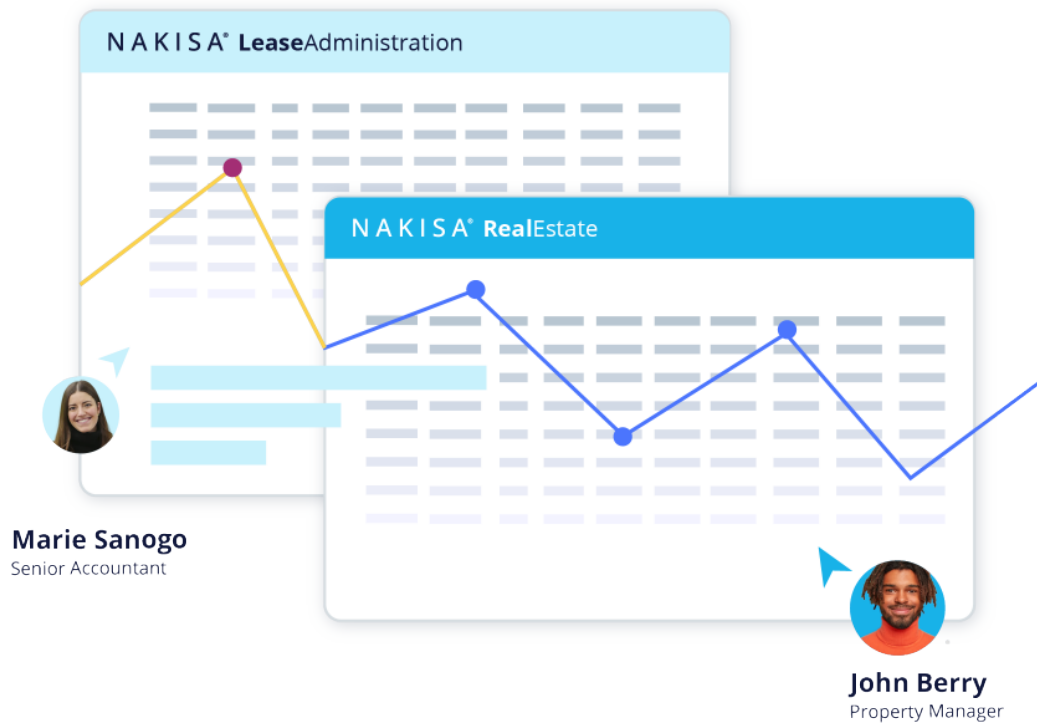 NAKISA® LeaseAdministration
NAKISA® RealEstate
Marie Sanogo
Senior Accountant
John Berry
Property Manager